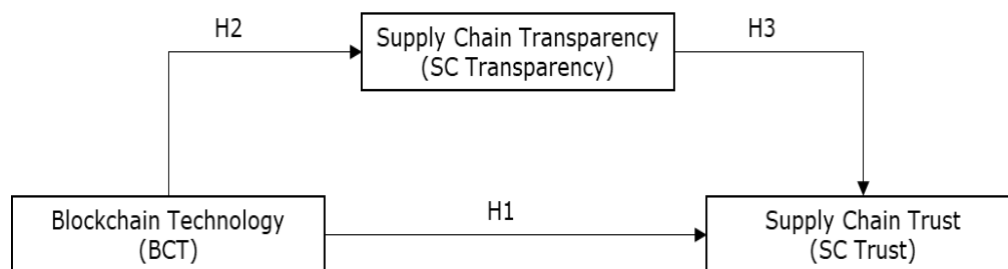 H2
Supply Chain Transparency
(SC Transparency)
H3
Blockchain Technology
(BCT)
H1
Supply Chain Trust
(SC Trust)